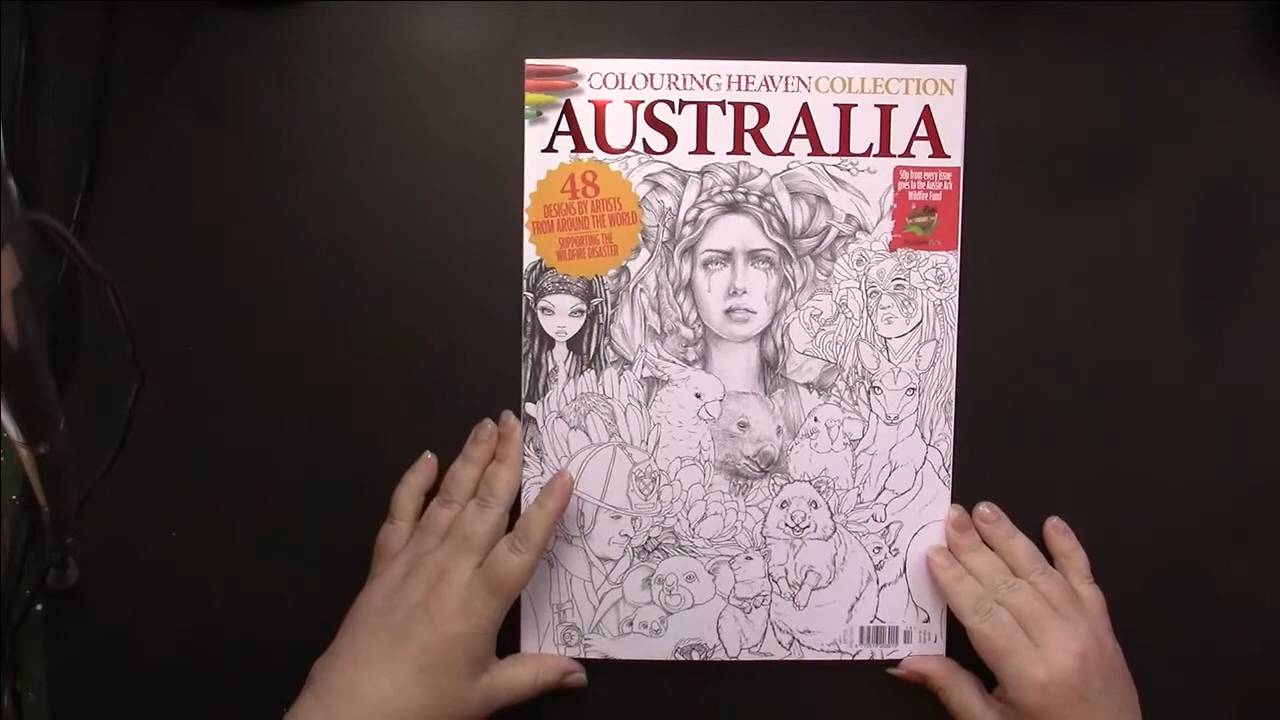 COLOURING HEAVEN COLLECTION
AUSTRALIA
48
DESIGNS BY ARTISTS
FROM AROUND THE WORLD
SUPPORTING THE
WILDFIRE DISASTER
50p from every issue
goes to the Aussie Ark
Wildfire Fund